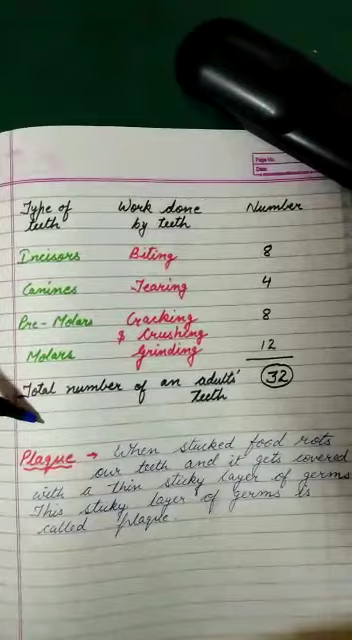 Page No.
Date:
Type of teeth Work done by teeth Number
Incisors Biting 8
Canines Tearing 4
Pre-Molars Cracking & Crushing 8
Molars Grinding 12
Total number of an adults' teeth 32
Plaque → When stucked food rots
our teeth and it gets covered
with a thin sticky layer of germs
This sticky layer of germs is
called plaque.